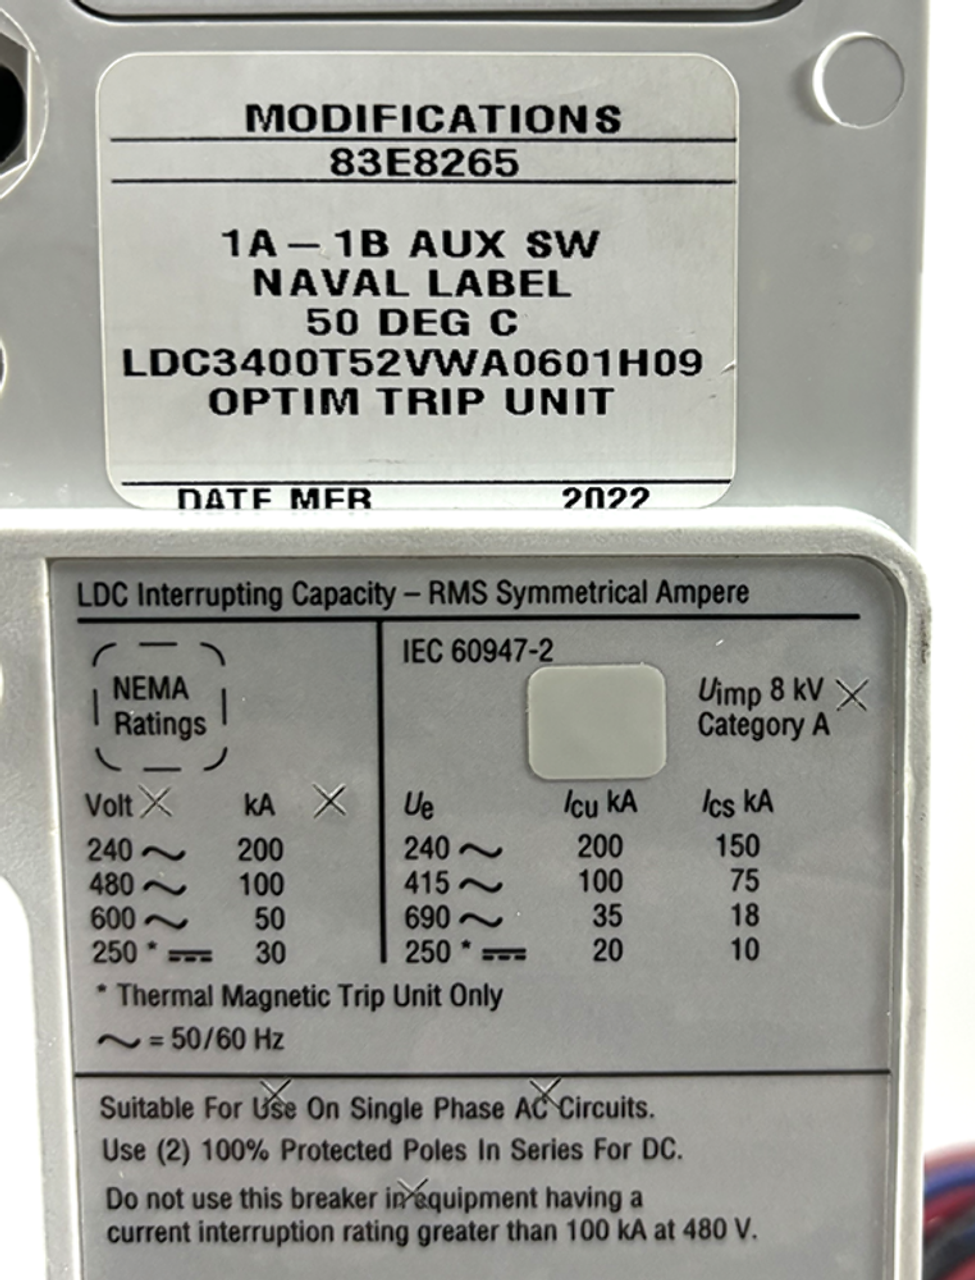 MODIFICATIONS
83E8265
1A – 1B AUX SW
NAVAL LABEL
50 DEG C
LDC3400T52VWA0601H09
OPTIM TRIP UNIT
DATE MFR 2022
LDC Interrupting Capacity – RMS Symmetrical Ampere
NEMA
Ratings
Volt kA
240 ~ 200
480 ~ 100
600 ~ 50
250 * ⎓ 30
IEC 60947-2
Uimp 8 kV
Category A
Ue Icu kA Ics kA
240 ~ 200 150
415 ~ 100 75
690 ~ 35 18
250 * ⎓ 20 10
* Thermal Magnetic Trip Unit Only
~ = 50/60 Hz
Suitable For Use On Single Phase AC Circuits.
Use (2) 100% Protected Poles In Series For DC.
Do not use this breaker in equipment having a
current interruption rating greater than 100 kA at 480 V.